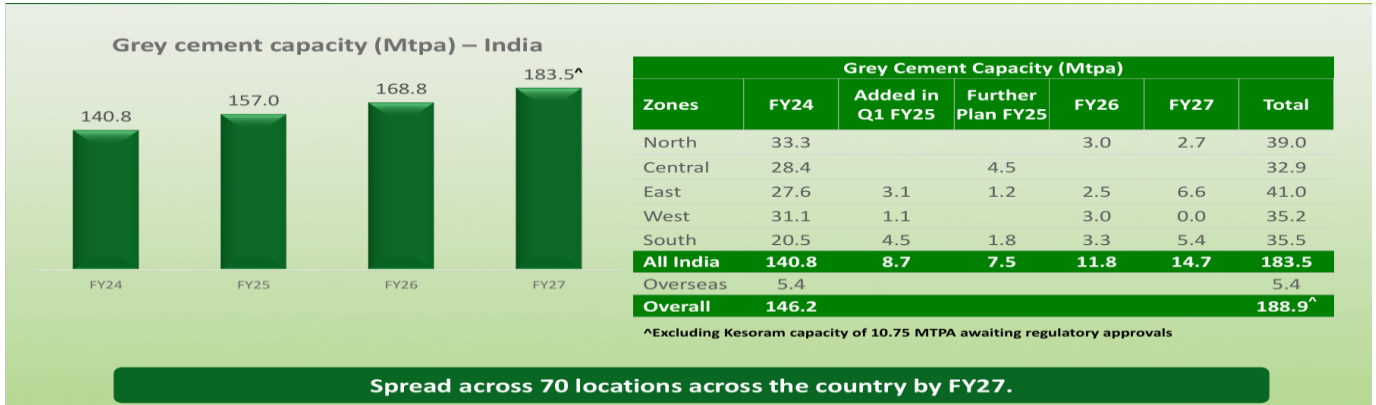 Grey cement capacity (Mtpa) – India
183.5^
168.8
157.0
140.8
FY24 FY25 FY26 FY27
Grey Cement Capacity (Mtpa)
Zones FY24 Added in Q1 FY25 Further Plan FY25 FY26 FY27 Total
North 33.3 3.0 2.7 39.0
Central 28.4 4.5 32.9
East 27.6 3.1 1.2 2.5 6.6 41.0
West 31.1 1.1 3.0 0.0 35.2
South 20.5 4.5 1.8 3.3 5.4 35.5
All India 140.8 8.7 7.5 11.8 14.7 183.5
Overseas 5.4 5.4
Overall 146.2 188.9^
^Excluding Kesoram capacity of 10.75 MTPA awaiting regulatory approvals
Spread across 70 locations across the country by FY27.